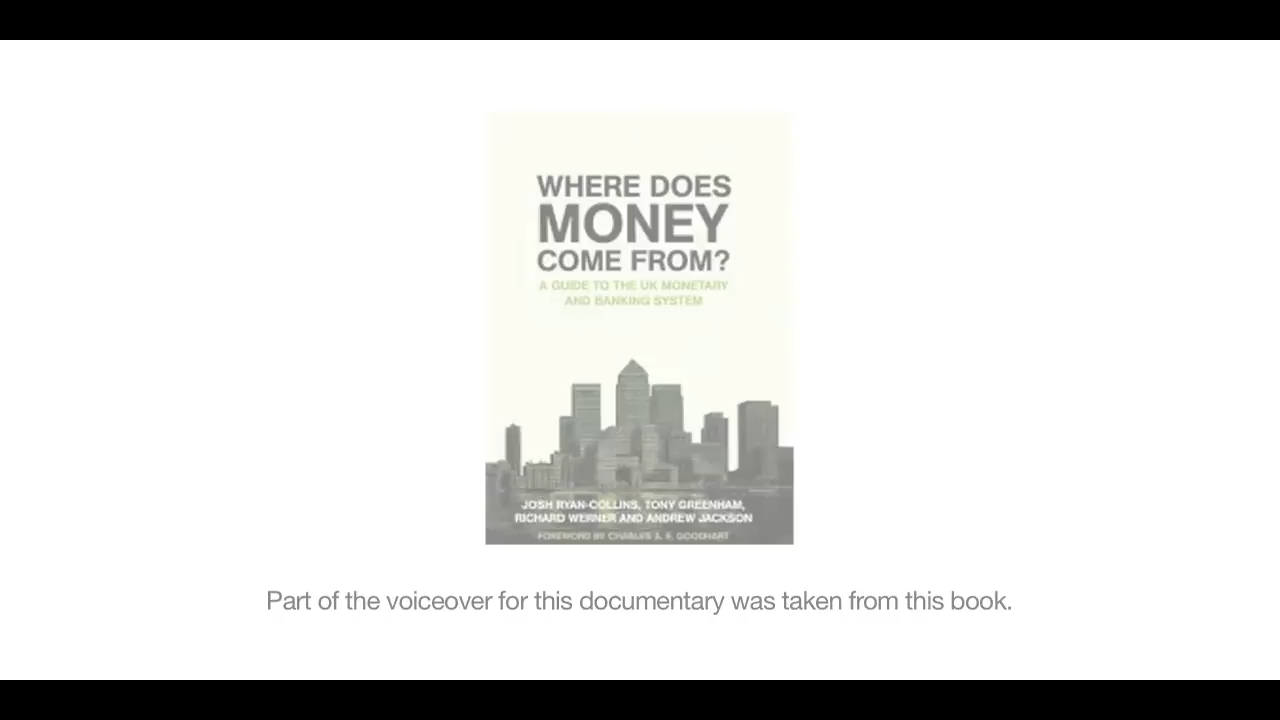 WHERE DOES
MONEY
COME FROM?
A GUIDE TO THE UK MONETARY
AND BANKING SYSTEM
JOSH RYAN-COLLINS, TONY GREENHAM,
RICHARD WERNER AND ANDREW JACKSON
FOREWORD BY CHARLES A. E. GOODHART
Part of the voiceover for this documentary was taken from this book.